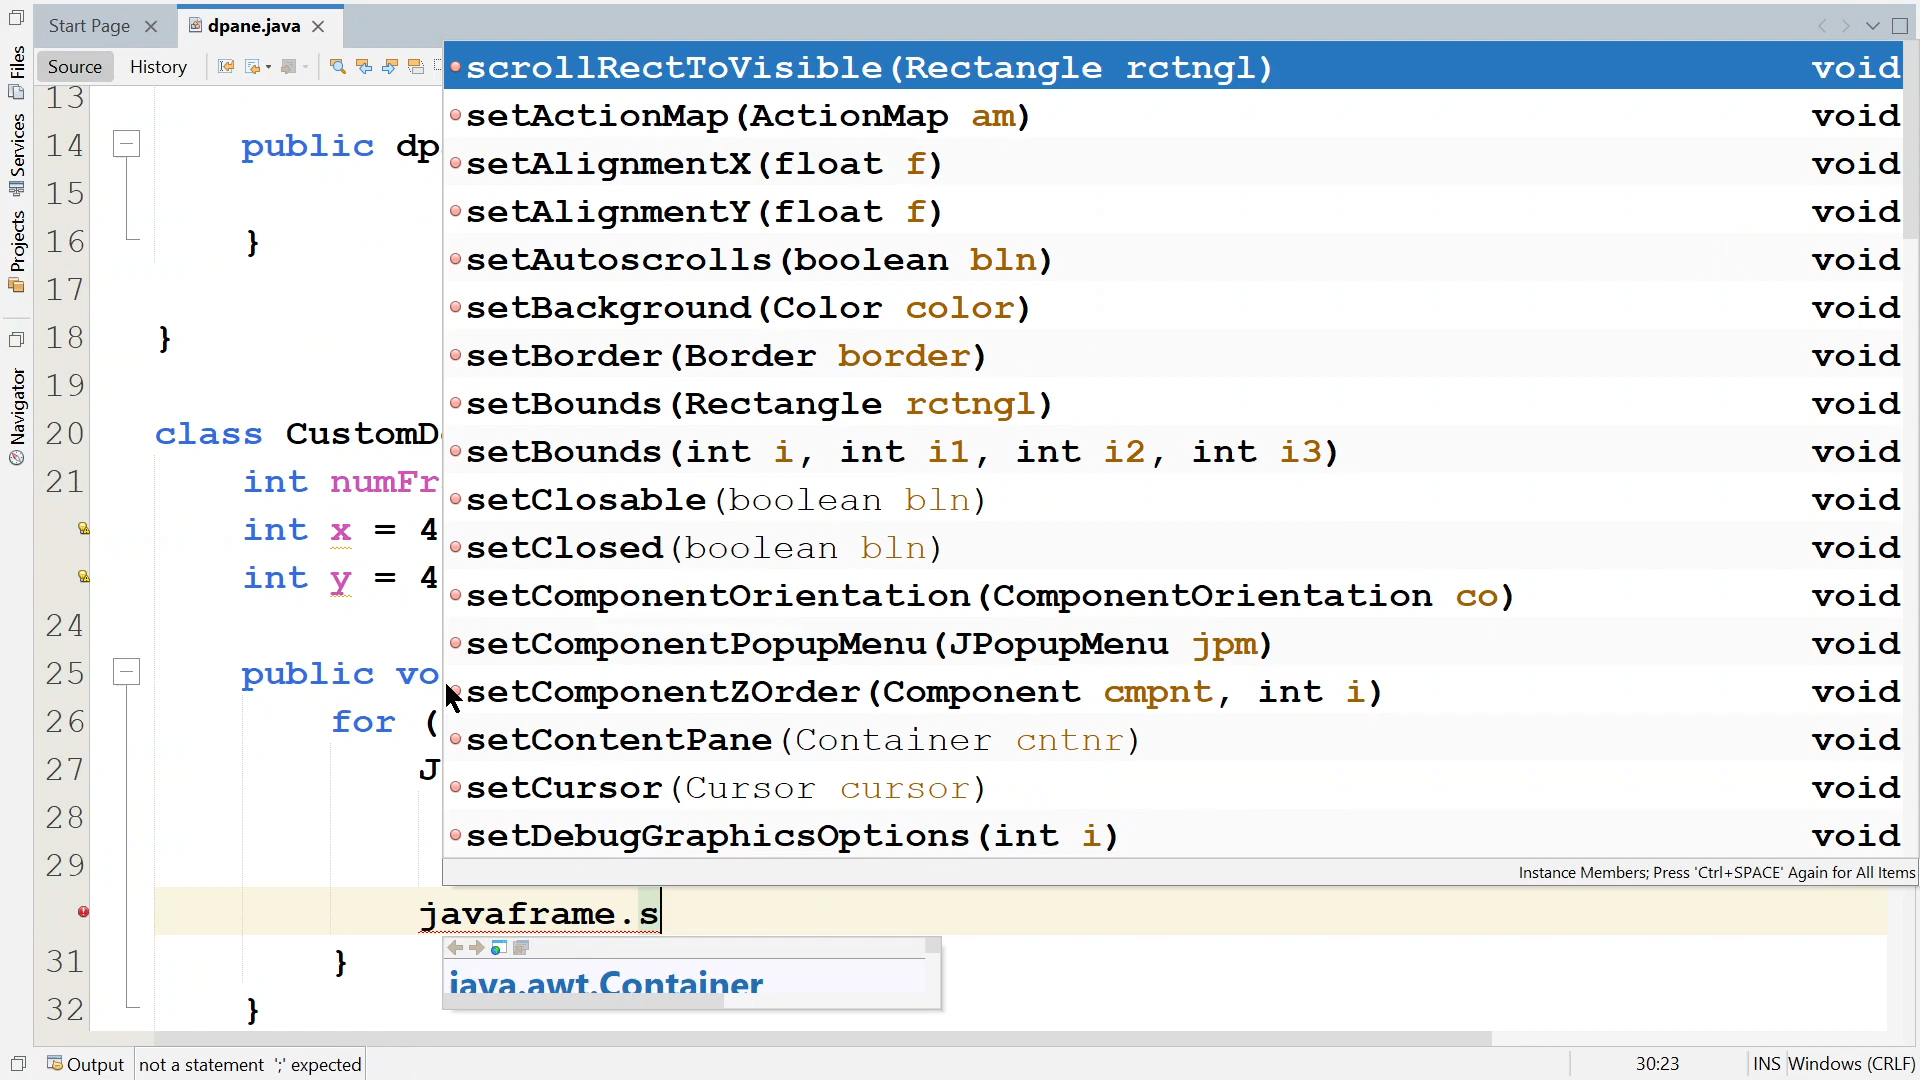 Start Page
dpane.java
Source
History
Files
Services
Projects
Navigator
13
14 public dp
15
16 }
17
18 }
19
20 class CustomD
21 int numFr
int x = 4
int y = 4
24
25 public vo
26 for (
27 J
28
29
javaframe.s
31 }
32 }
scrollRectToVisible(Rectangle rctngl) void
setActionMap(ActionMap am) void
setAlignmentX(float f) void
setAlignmentY(float f) void
setAutoscrolls(boolean bln) void
setBackground(Color color) void
setBorder(Border border) void
setBounds(Rectangle rctngl) void
setBounds(int i, int i1, int i2, int i3) void
setClosable(boolean bln) void
setClosed(boolean bln) void
setComponentOrientation(ComponentOrientation co) void
setComponentPopupMenu(JPopupMenu jpm) void
setComponentZOrder(Component cmpnt, int i) void
setContentPane(Container cntnr) void
setCursor(Cursor cursor) void
setDebugGraphicsOptions(int i) void
Instance Members; Press 'Ctrl+SPACE' Again for All Items
java.awt.Container
Output
not a statement ';' expected
30:23
INS
Windows (CRLF)